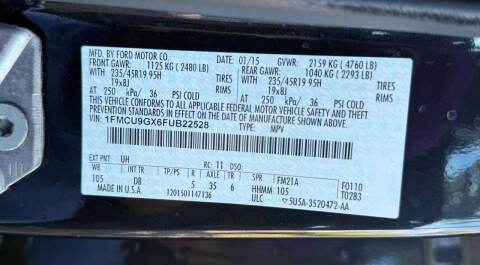 MFD. BY FORD MOTOR CO. 01/15 GVWR: 2159 KG (4760 LB)
FRONT GAWR: 1125 KG (2480 LB) REAR GAWR: 1040 KG (2293 LB)
WITH 235/45R19 95H WITH 235/45R19 95H
19x8J 19x8J
AT 250 kPa/ 36 PSI COLD AT 250 kPa/ 36 PSI COLD
THIS VEHICLE CONFORMS TO ALL APPLICABLE FEDERAL MOTOR VEHICLE SAFETY AND THEFT
PREVENTION STANDARDS IN EFFECT ON THE DATE OF MANUFACTURE SHOWN ABOVE.
VIN: 1FMCU9GX6FUB22528
TYPE: MPV
EXT PNT: UH RC: 11 DSO:
WB INT TR TP/PS R AXLE TR SPR FM21A F0110
105 DB 5 35 6 HHMM 105 T0283
MADE IN U.S.A. 1201501147136 ULC 5U5A-3520472-AA